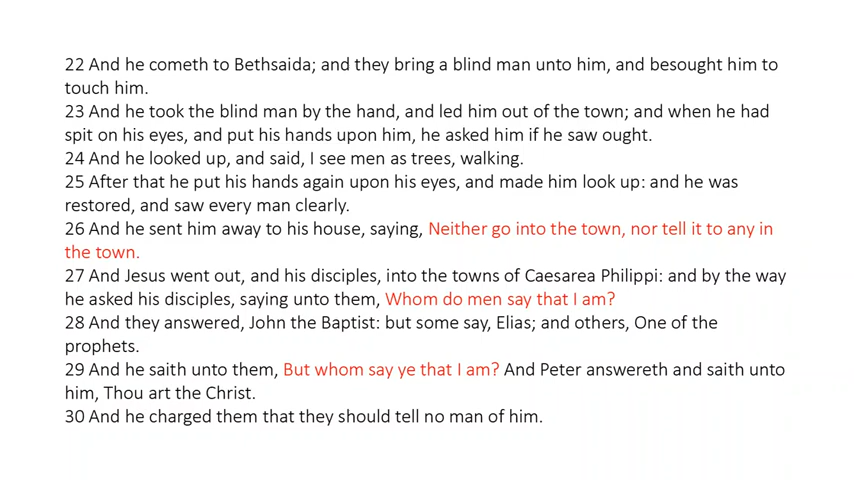 22 And he cometh to Bethsaida; and they bring a blind man unto him, and besought him to
touch him.
23 And he took the blind man by the hand, and led him out of the town; and when he had
spit on his eyes, and put his hands upon him, he asked him if he saw ought.
24 And he looked up, and said, I see men as trees, walking.
25 After that he put his hands again upon his eyes, and made him look up: and he was
restored, and saw every man clearly.
26 And he sent him away to his house, saying, Neither go into the town, nor tell it to any in
the town.
27 And Jesus went out, and his disciples, into the towns of Caesarea Philippi: and by the way
he asked his disciples, saying unto them, Whom do men say that I am?
28 And they answered, John the Baptist: but some say, Elias; and others, One of the
prophets.
29 And he saith unto them, But whom say ye that I am? And Peter answereth and saith unto
him, Thou art the Christ.
30 And he charged them that they should tell no man of him.